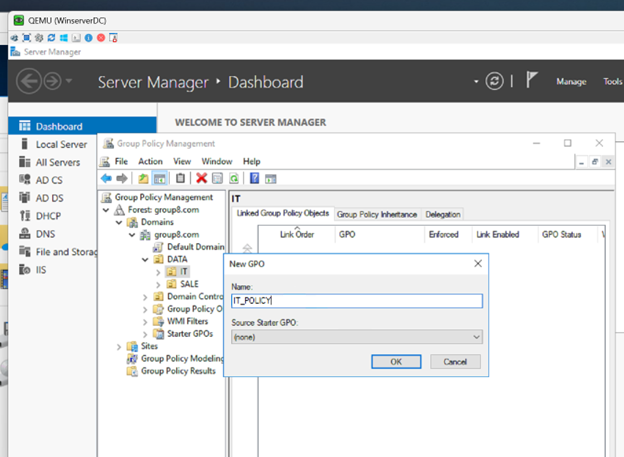 QEMU (WinserverDC)
Server Manager
Server Manager • Dashboard
Manage Tools
Dashboard
Local Server
All Servers
AD CS
AD DS
DHCP
DNS
File and Storag
IIS
WELCOME TO SERVER MANAGER
Group Policy Management
File Action View Window Help
Group Policy Management
Forest: group8.com
Domains
group8.com
Default Domain
DATA
IT
SALE
Domain Contro
Group Policy O
WMI Filters
Starter GPOs
Sites
Group Policy Modeling
Group Policy Results
IT
Linked Group Policy Objects Group Policy Inheritance Delegation
Link Order GPO Enforced Link Enabled GPO Status
New GPO
Name:
IT_POLICY
Source Starter GPO:
(none)
OK Cancel